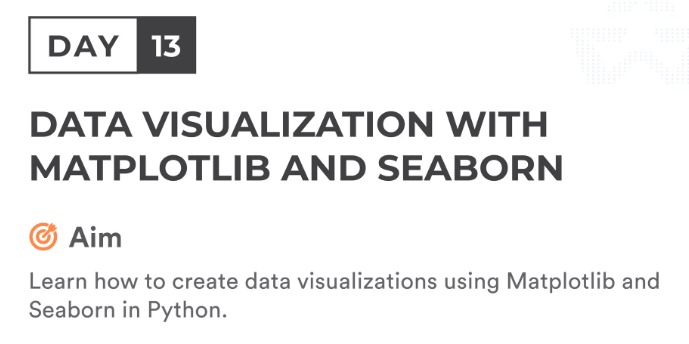 DAY 13
DATA VISUALIZATION WITH
MATPLOTLIB AND SEABORN
Aim
Learn how to create data visualizations using Matplotlib and
Seaborn in Python.